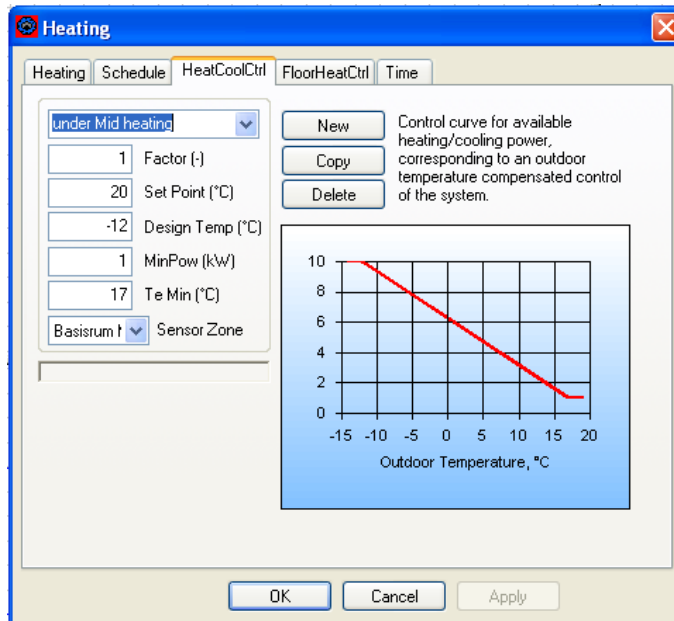 Heating
Heating Schedule HeatCoolCtrl FloorHeatCtrl Time
under Mid heating
1 Factor (-)
20 Set Point (°C)
-12 Design Temp (°C)
1 MinPow (kW)
17 Te Min (°C)
Basisrum Sensor Zone
New
Copy
Delete
Control curve for available
heating/cooling power,
corresponding to an outdoor
temperature compensated control
of the system.
10
8
6
4
2
0
-15 -10 -5 0 5 10 15 20
Outdoor Temperature, °C
OK Cancel Apply